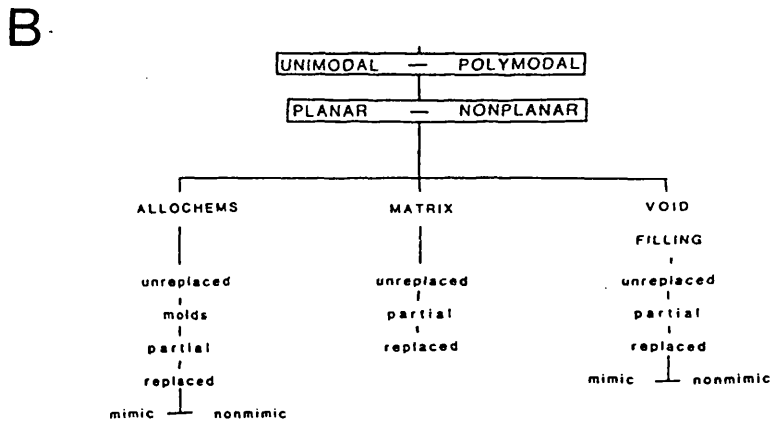 B
UNIMODAL — POLYMODAL
PLANAR — NONPLANAR
ALLOCHEMS MATRIX VOID
FILLING
unreplaced unreplaced unreplaced
molds partial partial
partial replaced replaced
replaced mimic nonmimic
mimic nonmimic